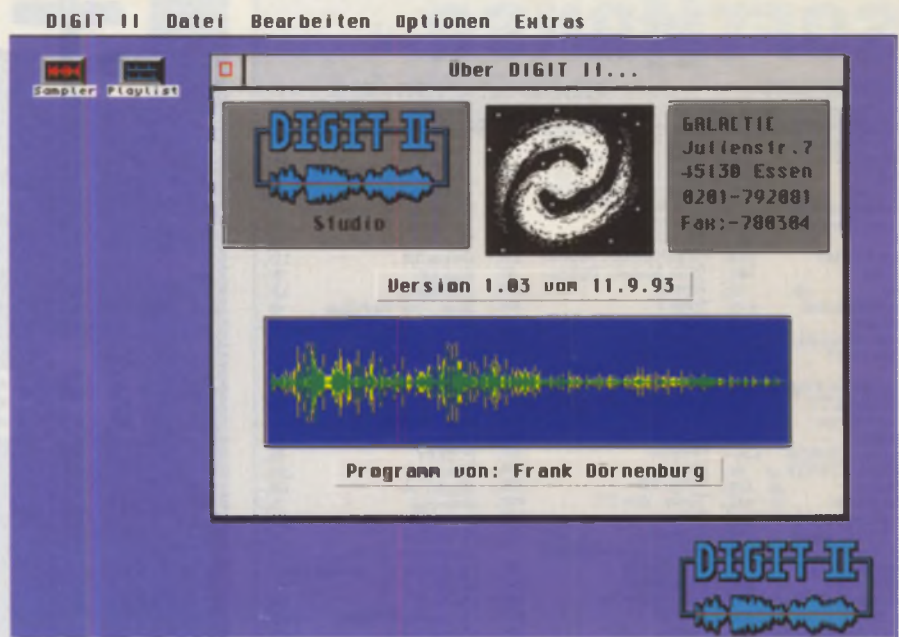 DIGIT II Datei Bearbeiten Optionen Extras
Sampler Playlist
Über DIGIT II...
DIGIT II
Studio
GALACTIC
Julienstr.7
45130 Essen
0201-792081
Fax:-780304
Version 1.03 vom 11.9.93
Programm von: Frank Dörnenburg
DIGIT II